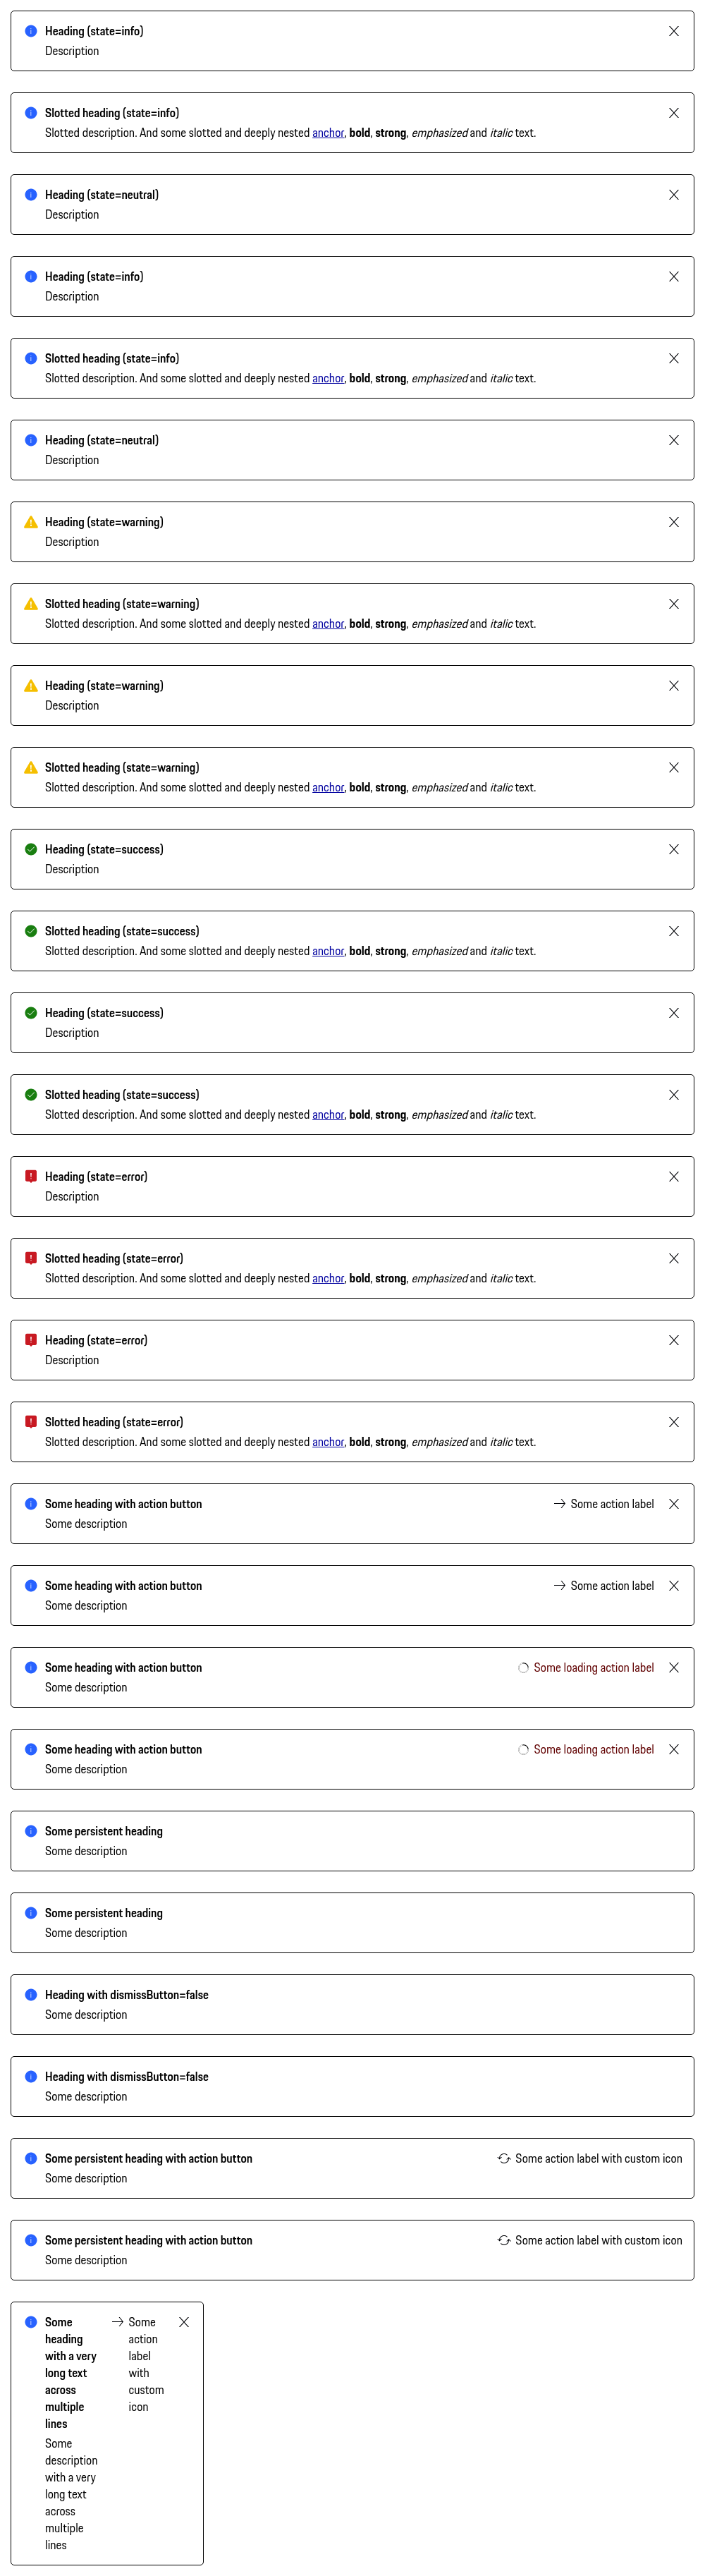 Heading (state=info)
Description
Slotted heading (state=info)
Slotted description. And some slotted and deeply nested anchor, bold, strong, emphasized and italic text.
Heading (state=neutral)
Description
Heading (state=info)
Description
Slotted heading (state=info)
Slotted description. And some slotted and deeply nested anchor, bold, strong, emphasized and italic text.
Heading (state=neutral)
Description
Heading (state=warning)
Description
Slotted heading (state=warning)
Slotted description. And some slotted and deeply nested anchor, bold, strong, emphasized and italic text.
Heading (state=warning)
Description
Slotted heading (state=warning)
Slotted description. And some slotted and deeply nested anchor, bold, strong, emphasized and italic text.
Heading (state=success)
Description
Slotted heading (state=success)
Slotted description. And some slotted and deeply nested anchor, bold, strong, emphasized and italic text.
Heading (state=success)
Description
Slotted heading (state=success)
Slotted description. And some slotted and deeply nested anchor, bold, strong, emphasized and italic text.
Heading (state=error)
Description
Slotted heading (state=error)
Slotted description. And some slotted and deeply nested anchor, bold, strong, emphasized and italic text.
Heading (state=error)
Description
Slotted heading (state=error)
Slotted description. And some slotted and deeply nested anchor, bold, strong, emphasized and italic text.
Some heading with action button
Some action label
Some description
Some heading with action button
Some action label
Some description
Some heading with action button
Some loading action label
Some description
Some heading with action button
Some loading action label
Some description
Some persistent heading
Some description
Some persistent heading
Some description
Heading with dismissButton=false
Some description
Heading with dismissButton=false
Some description
Some persistent heading with action button
Some action label with custom icon
Some description
Some persistent heading with action button
Some action label with custom icon
Some description
Some
heading
with a very
long text
across
multiple
lines
Some
description
with a very
long text
across
multiple
lines
Some
action
label
with
custom
icon